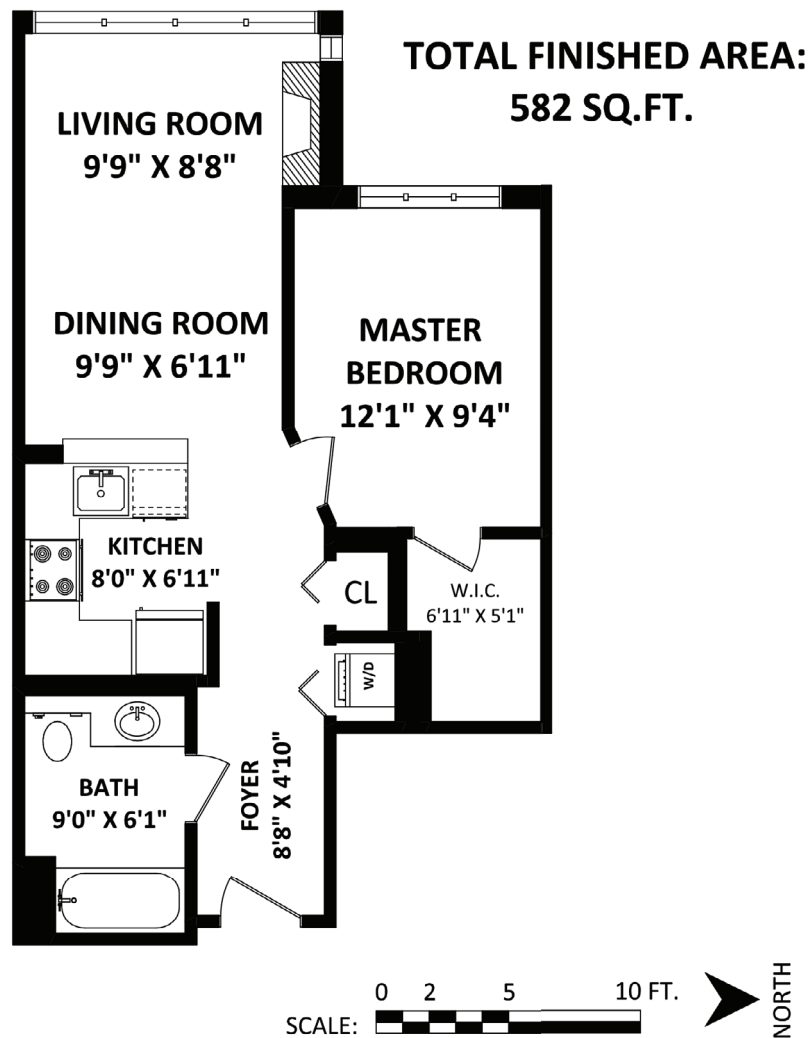 TOTAL FINISHED AREA:
582 SQ.FT.
LIVING ROOM
9'9" X 8'8"
DINING ROOM
9'9" X 6'11"
MASTER
BEDROOM
12'1" X 9'4"
KITCHEN
8'0" X 6'11"
CL
W.I.C.
6'11" X 5'1"
W/D
BATH
9'0" X 6'1"
FOYER
8'8" X 4'10"
0 2 5 10 FT.
SCALE:
NORTH